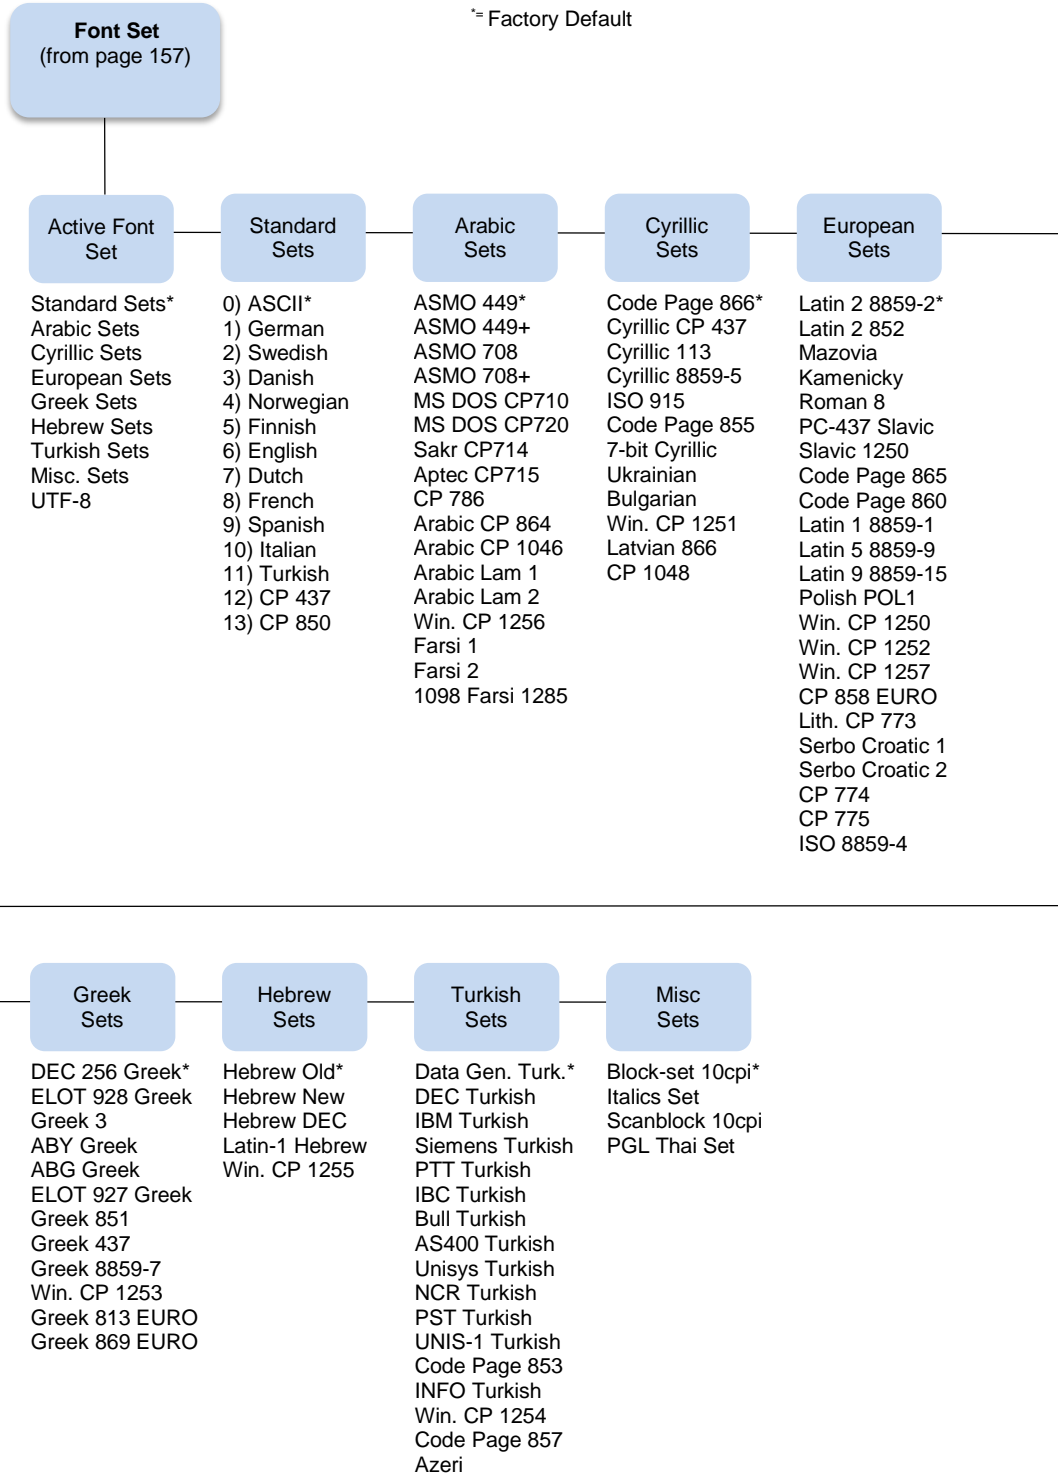 Font Set
(from page 157)
*= Factory Default
Active Font
Set
Standard Sets*
Arabic Sets
Cyrillic Sets
European Sets
Greek Sets
Hebrew Sets
Turkish Sets
Misc. Sets
UTF-8
Standard
Sets
0) ASCII*
1) German
2) Swedish
3) Danish
4) Norwegian
5) Finnish
6) English
7) Dutch
8) French
9) Spanish
10) Italian
11) Turkish
12) CP 437
13) CP 850
Arabic
Sets
ASMO 449*
ASMO 449+
ASMO 708
ASMO 708+
MS DOS CP710
MS DOS CP720
Sakr CP714
Aptec CP715
CP 786
Arabic CP 864
Arabic CP 1046
Arabic Lam 1
Arabic Lam 2
Win. CP 1256
Farsi 1
Farsi 2
1098 Farsi 1285
Cyrillic
Sets
Code Page 866*
Cyrillic CP 437
Cyrillic 113
Cyrillic 8859-5
ISO 915
Code Page 855
7-bit Cyrillic
Ukrainian
Bulgarian
Win. CP 1251
Latvian 866
CP 1048
European
Sets
Latin 2 8859-2*
Latin 2 852
Mazovia
Kamenicky
Roman 8
PC-437 Slavic
Slavic 1250
Code Page 865
Code Page 860
Latin 1 8859-1
Latin 5 8859-9
Latin 9 8859-15
Polish POL1
Win. CP 1250
Win. CP 1252
Win. CP 1257
CP 858 EURO
Lith. CP 773
Serbo Croatic 1
Serbo Croatic 2
CP 774
CP 775
ISO 8859-4
Greek
Sets
DEC 256 Greek*
ELOT 928 Greek
Greek 3
ABY Greek
ABG Greek
ELOT 927 Greek
Greek 851
Greek 437
Greek 8859-7
Win. CP 1253
Greek 813 EURO
Greek 869 EURO
Hebrew
Sets
Hebrew Old*
Hebrew New
Hebrew DEC
Latin-1 Hebrew
Win. CP 1255
Turkish
Sets
Data Gen. Turk.*
DEC Turkish
IBM Turkish
Siemens Turkish
PTT Turkish
IBC Turkish
Bull Turkish
AS400 Turkish
Unisys Turkish
NCR Turkish
PST Turkish
UNIS-1 Turkish
Code Page 853
INFO Turkish
Win. CP 1254
Code Page 857
Azeri
Misc
Sets
Block-set 10cpi*
Italics Set
Scanblock 10cpi
PGL Thai Set